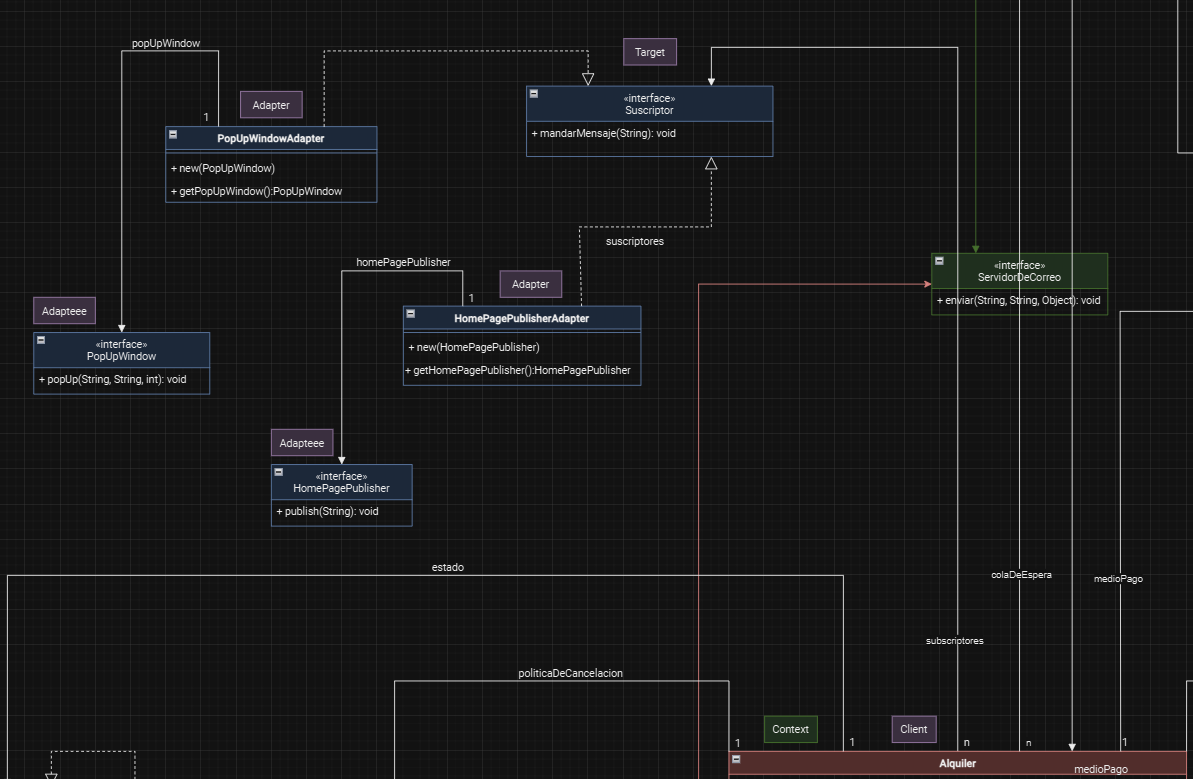 popUpWindow
Target
Adapter
1
«interface»
Suscriptor
+ mandarMensaje(String): void
PopUpWindowAdapter
+ new(PopUpWindow)
+ getPopUpWindow():PopUpWindow
suscriptores
homePagePublisher
«interface»
ServidorDeCorreo
+ enviar(String, String, Object): void
Adapter
1
Adapteee
HomePagePublisherAdapter
+ new(HomePagePublisher)
+ getHomePagePublisher():HomePagePublisher
«interface»
PopUpWindow
+ popUp(String, String, int): void
Adapteee
«interface»
HomePagePublisher
+ publish(String): void
estado
colaDeEspera
medioPago
subscriptores
politicaDeCancelacion
Context
Client
1
1
n
n
1
Alquiler
medioPago